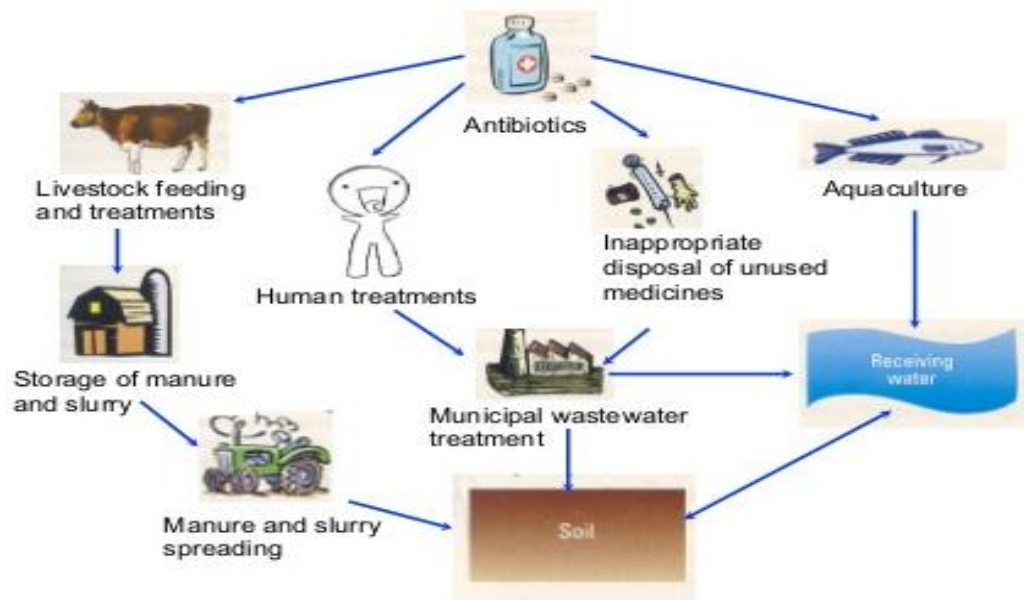 Antibiotics
Livestock feeding
and treatments
Human treatments
Inappropriate
disposal of unused
medicines
Aquaculture
Storage of manure
and slurry
Municipal wastewater
treatment
Receiving
water
Manure and slurry
spreading
Soil